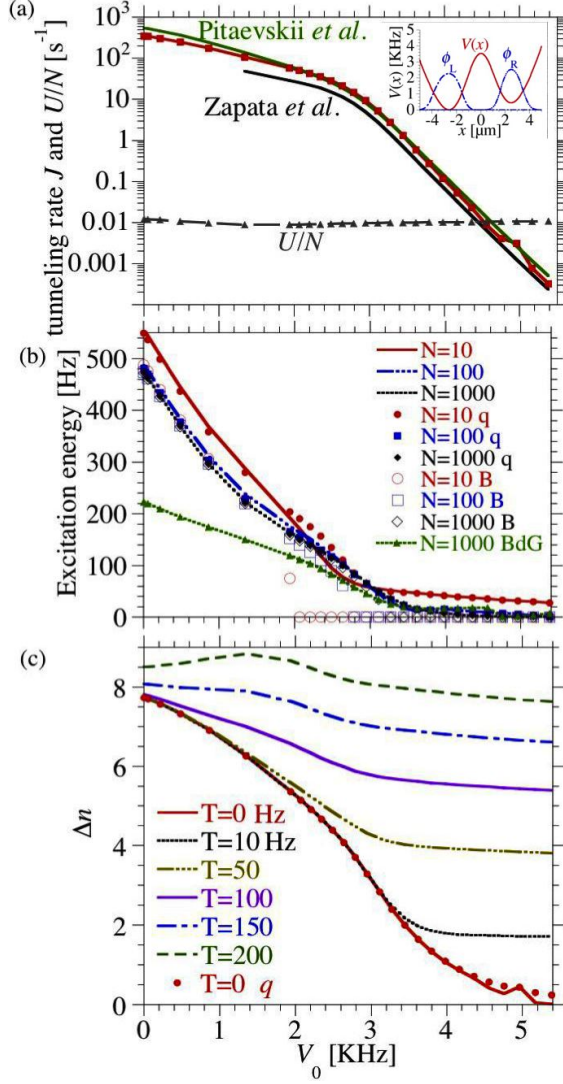 (a)
tunneling rate J and U/N [s⁻¹]
10³
10²
10
1
0.1
0.01
0.001
Pitaevskii et al.
Zapata et al.
U/N
V(x) [KHz]
5
4
3
2
1
0
V(x)
ϕL
ϕR
-4 -2 0 2 4
x [µm]
(b)
Excitation energy [Hz]
500
400
300
200
100
0
N=10
N=100
N=1000
N=10 q
N=100 q
N=1000 q
N=10 B
N=100 B
N=1000 B
N=1000 BdG
(c)
Δn
8
6
4
2
0
T=0 Hz
T=10 Hz
T=50
T=100
T=150
T=200
T=0 q
0 1 2 3 4 5
V₀ [KHz]